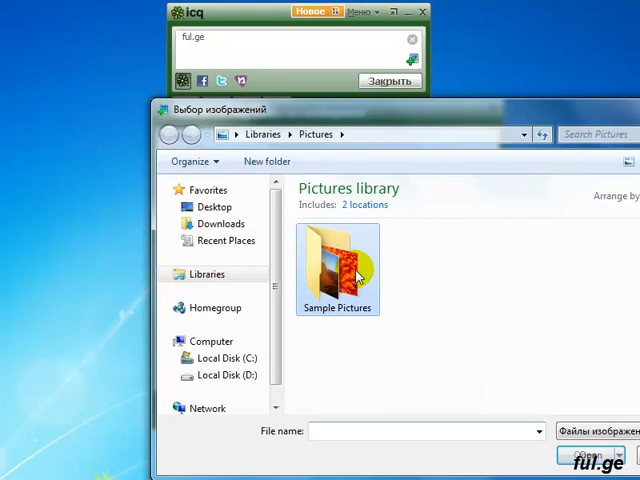 icq
Новое
Меню
ful.ge
Закрыть
Выбор изображений
Libraries
Pictures
Search Pictures
Organize
New folder
Pictures library
Includes: 2 locations
Arrange by
Favorites
Desktop
Downloads
Recent Places
Libraries
Homegroup
Computer
Local Disk (C:)
Local Disk (D:)
Network
Sample Pictures
File name:
Файлы изображен
Open
ful.ge